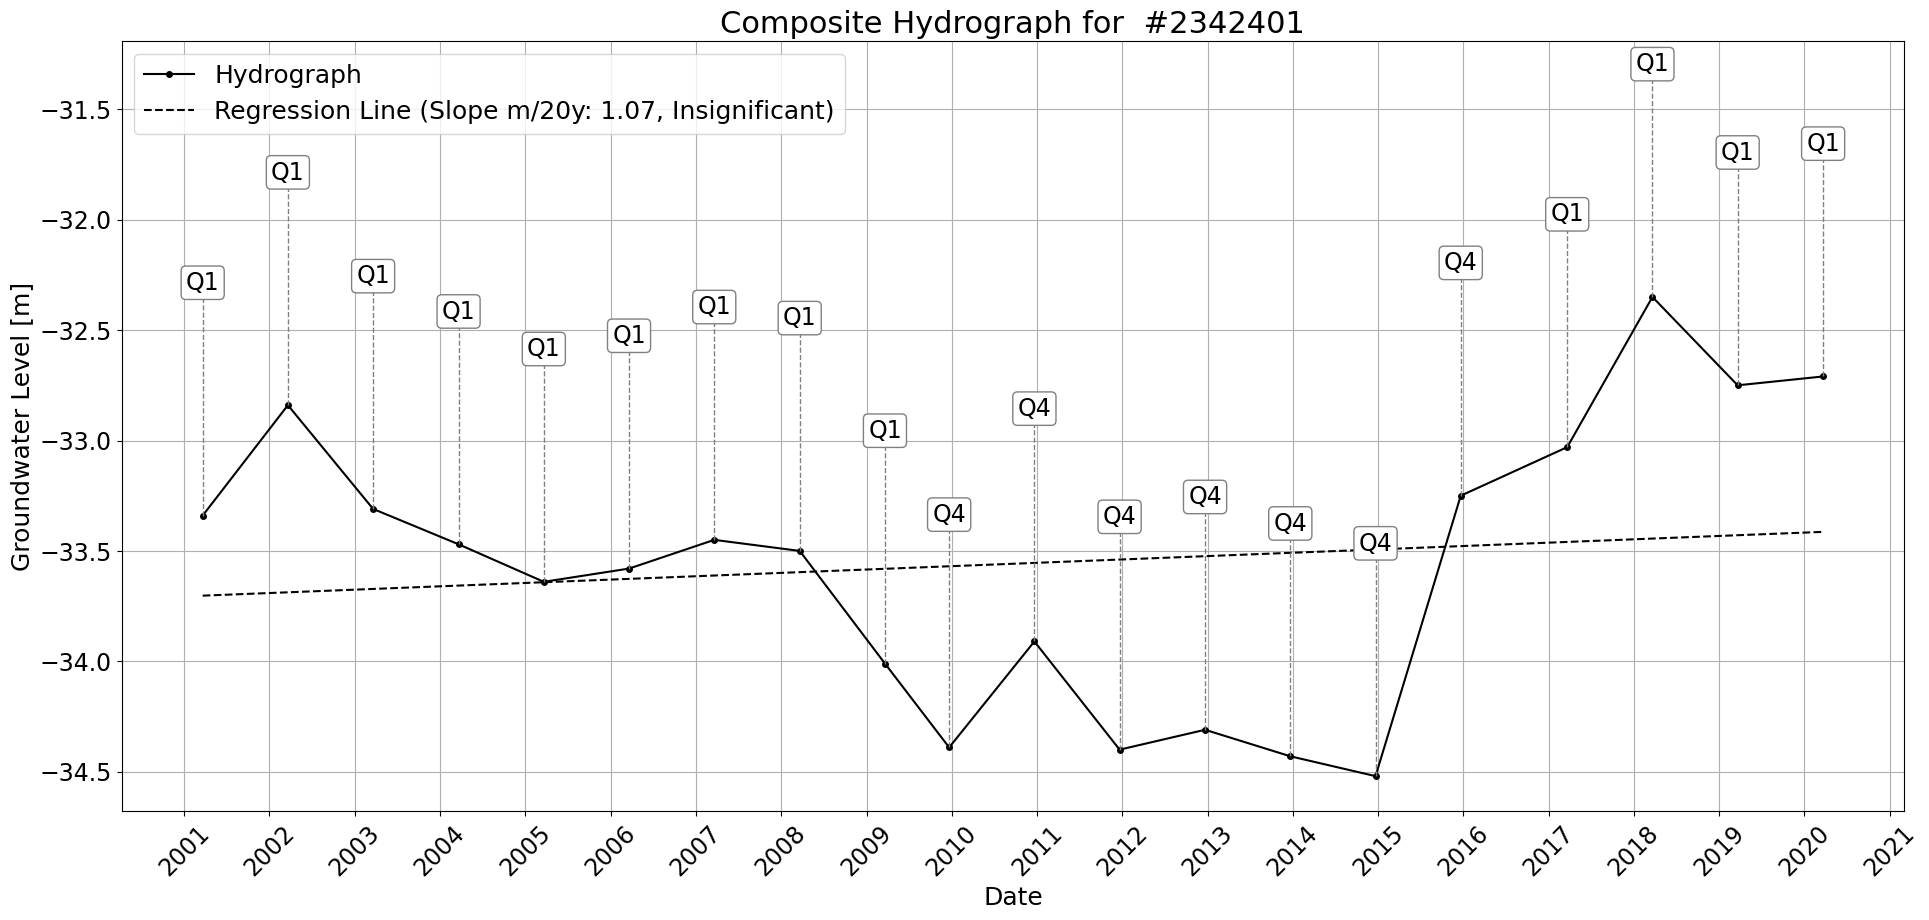 Composite Hydrograph for  #2342401
Hydrograph
Regression Line (Slope m/20y: 1.07, Insignificant)
Groundwater Level [m]
−31.5
−32.0
−32.5
−33.0
−33.5
−34.0
−34.5
Q1
Q1
Q1
Q1
Q1
Q1
Q1
Q1
Q1
Q4
Q4
Q4
Q4
Q4
Q4
Q4
Q1
Q1
Q1
Q1
2001
2002
2003
2004
2005
2006
2007
2008
2009
2010
2011
2012
2013
2014
2015
2016
2017
2018
2019
2020
2021
Date